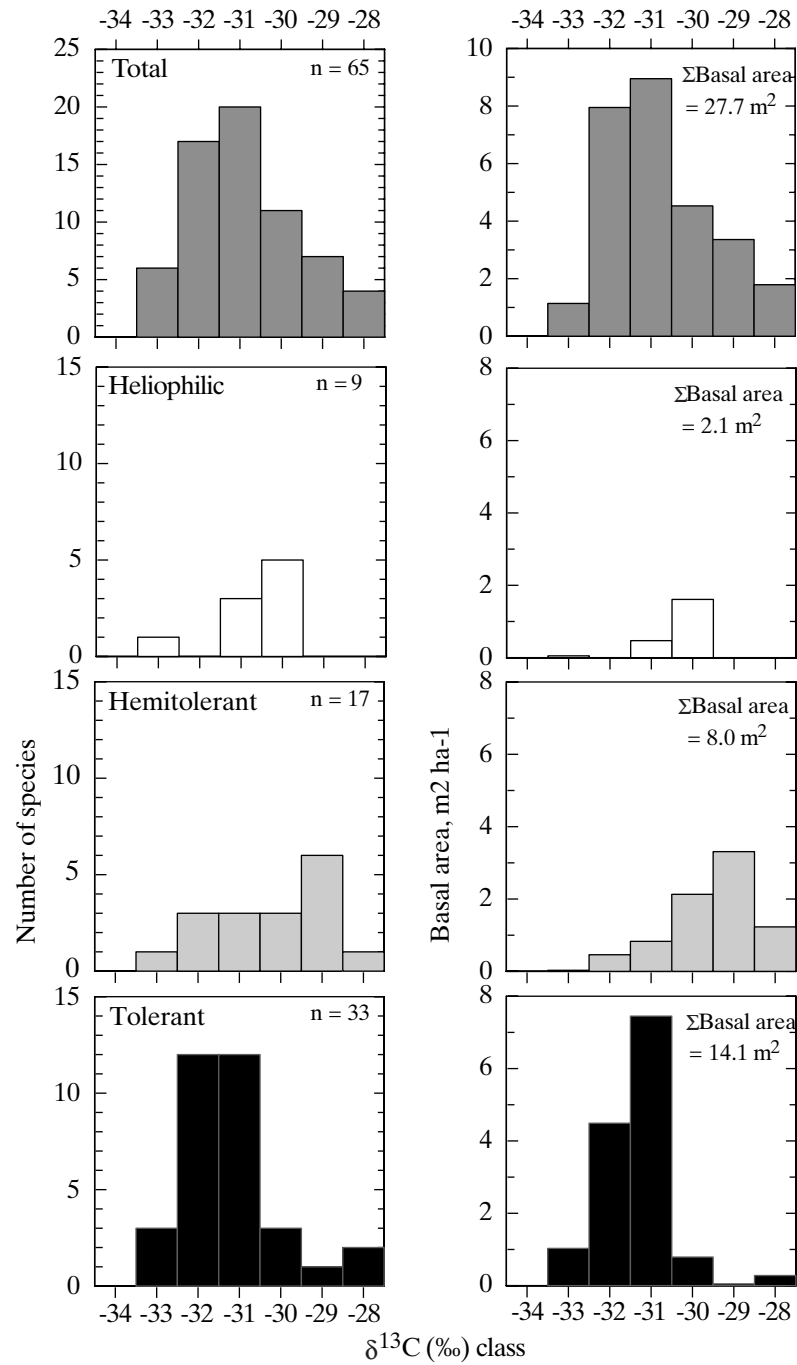 -34 -33 -32 -31 -30 -29 -28
-34 -33 -32 -31 -30 -29 -28
25
20
15
10
5
0
Total
n = 65
10
8
6
4
2
0
ΣBasal area
= 27.7 m²
15
10
5
0
Heliophilic
n = 9
8
6
4
2
0
ΣBasal area
= 2.1 m²
Number of species
15
10
5
0
Hemitolerant
n = 17
Basal area, m2 ha-1
8
6
4
2
0
ΣBasal area
= 8.0 m²
15
10
5
0
Tolerant
n = 33
8
6
4
2
0
ΣBasal area
= 14.1 m²
-34 -33 -32 -31 -30 -29 -28
-34 -33 -32 -31 -30 -29 -28
δ¹³C (‰) class